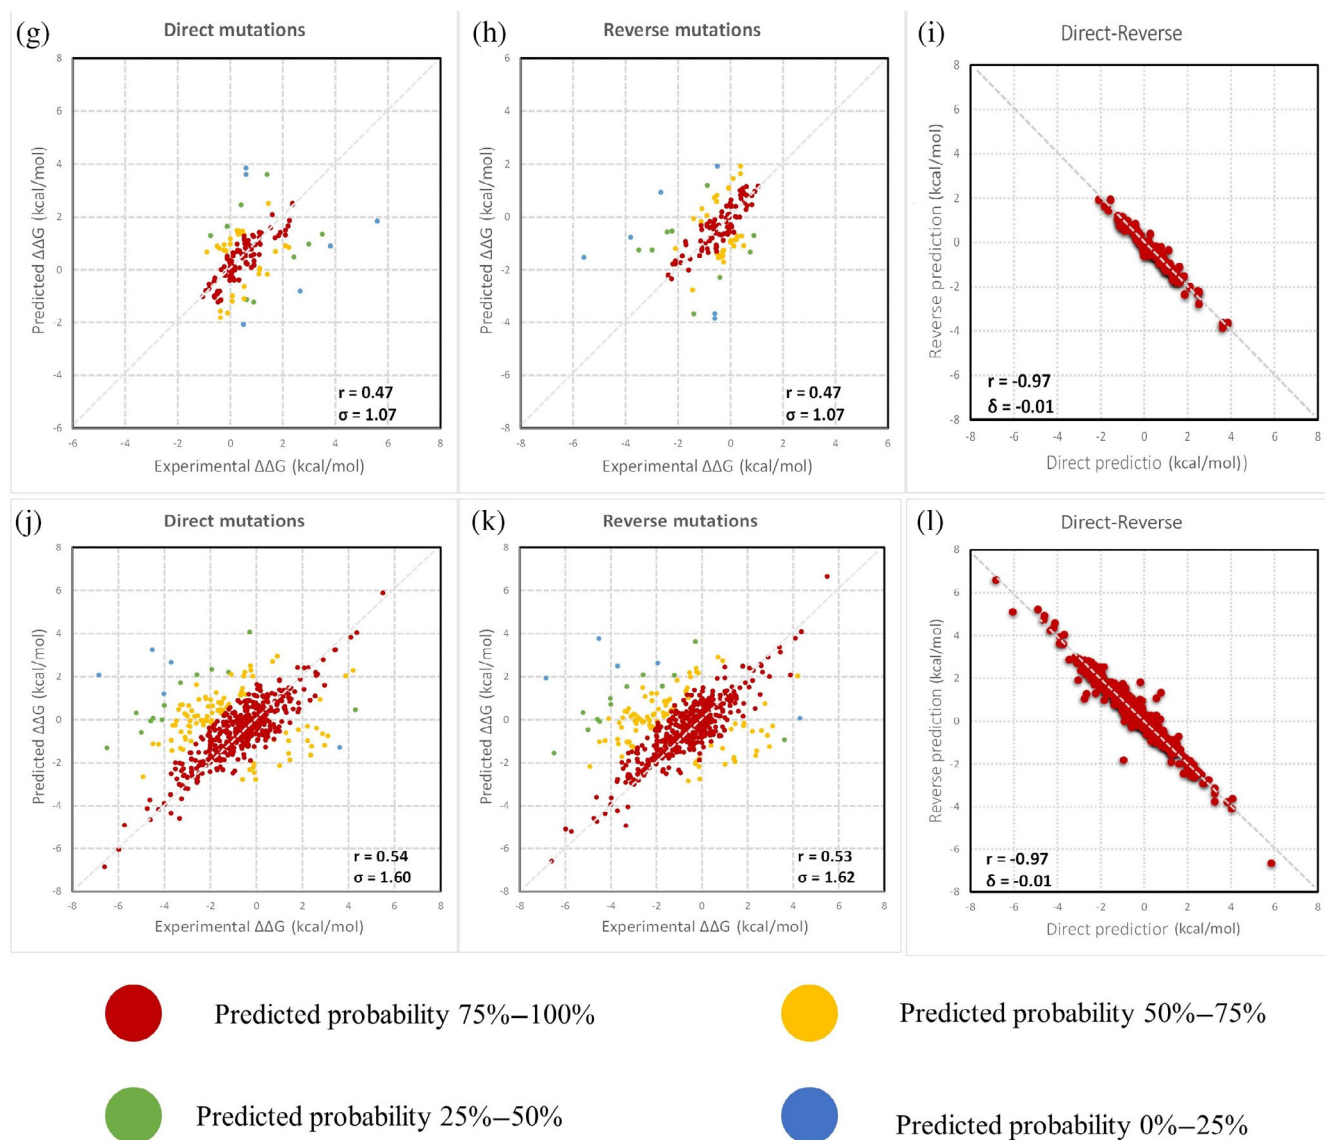 (g)
Direct mutations
8
6
4
2
0
-2
-4
-6
-6 -4 -2 0 2 4 6 8
Predicted ΔΔG (kcal/mol)
Experimental ΔΔG (kcal/mol)
r = 0.47
σ = 1.07
(h)
Reverse mutations
6
4
2
0
-2
-4
-6
-8
-8 -6 -4 -2 0 2 4 6
Predicted ΔΔG (kcal/mol)
Experimental ΔΔG (kcal/mol)
r = 0.47
σ = 1.07
(i)
Direct-Reverse
8
6
4
2
0
-2
-4
-6
-8
-8 -6 -4 -2 0 2 4 6 8
Reverse prediction (kcal/mol)
Direct predictio (kcal/mol))
r = -0.97
δ = -0.01
(j)
Direct mutations
8
6
4
2
0
-2
-4
-6
-8
-8 -6 -4 -2 0 2 4 6 8
Predicted ΔΔG (kcal/mol)
Experimental ΔΔG (kcal/mol)
r = 0.54
σ = 1.60
(k)
Reverse mutations
8
6
4
2
0
-2
-4
-6
-8
-8 -6 -4 -2 0 2 4 6 8
Predicted ΔΔG (kcal/mol)
Experimental ΔΔG (kcal/mol)
r = 0.53
σ = 1.62
(l)
Direct-Reverse
8
6
4
2
0
-2
-4
-6
-8
-8 -6 -4 -2 0 2 4 6 8
Reverse prediction (kcal/mol)
Direct predictior (kcal/mol)
r = -0.97
δ = -0.01
Predicted probability 75%–100%
Predicted probability 50%–75%
Predicted probability 25%–50%
Predicted probability 0%–25%